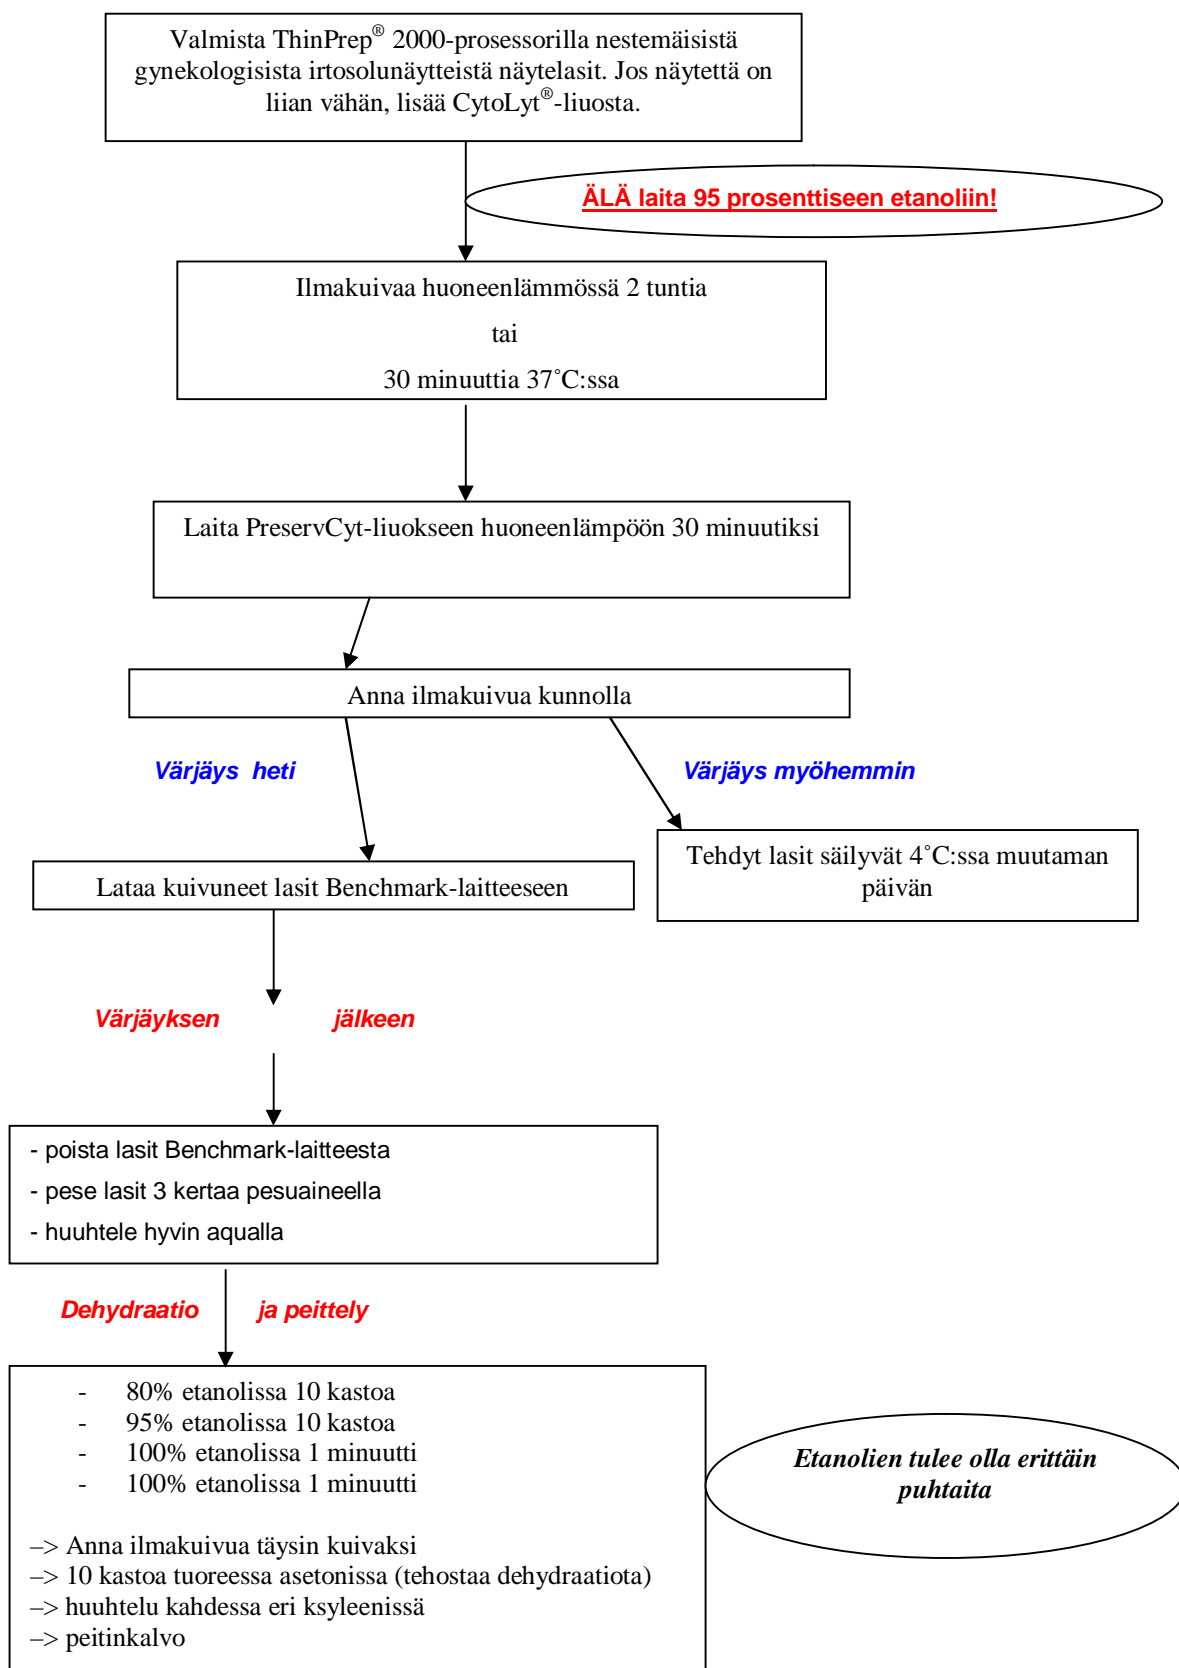 Valmista ThinPrep® 2000-prosessorilla nestemäisistä
gynekologisista irtosolunäytteistä näytelasit. Jos näytettä on
liian vähän, lisää CytoLyt®-liuosta.
ÄLÄ laita 95 prosenttiseen etanoliin!
Ilmakuivaa huoneenlämmössä 2 tuntia
tai
30 minuuttia 37˚C:ssa
Laita PreservCyt-liuokseen huoneenlämpöön 30 minuutiksi
Anna ilmakuivua kunnolla
Värjäys heti
Värjäys myöhemmin
Tehdyt lasit säilyvät 4˚C:ssa muutaman
päivän
Lataa kuivuneet lasit Benchmark-laitteeseen
Värjäyksen jälkeen
- poista lasit Benchmark-laitteesta
- pese lasit 3 kertaa pesuaineella
- huuhtele hyvin aqualla
Dehydraatio ja peittely
- 80% etanolissa 10 kastoa
- 95% etanolissa 10 kastoa
- 100% etanolissa 1 minuutti
- 100% etanolissa 1 minuutti
Etanolien tulee olla erittäin
puhtaita
–> Anna ilmakuivua täysin kuivaksi
–> 10 kastoa tuoreessa asetonissa (tehostaa dehydraatiota)
–> huuhtelu kahdessa eri ksyleenissä
–> peitinkalvo